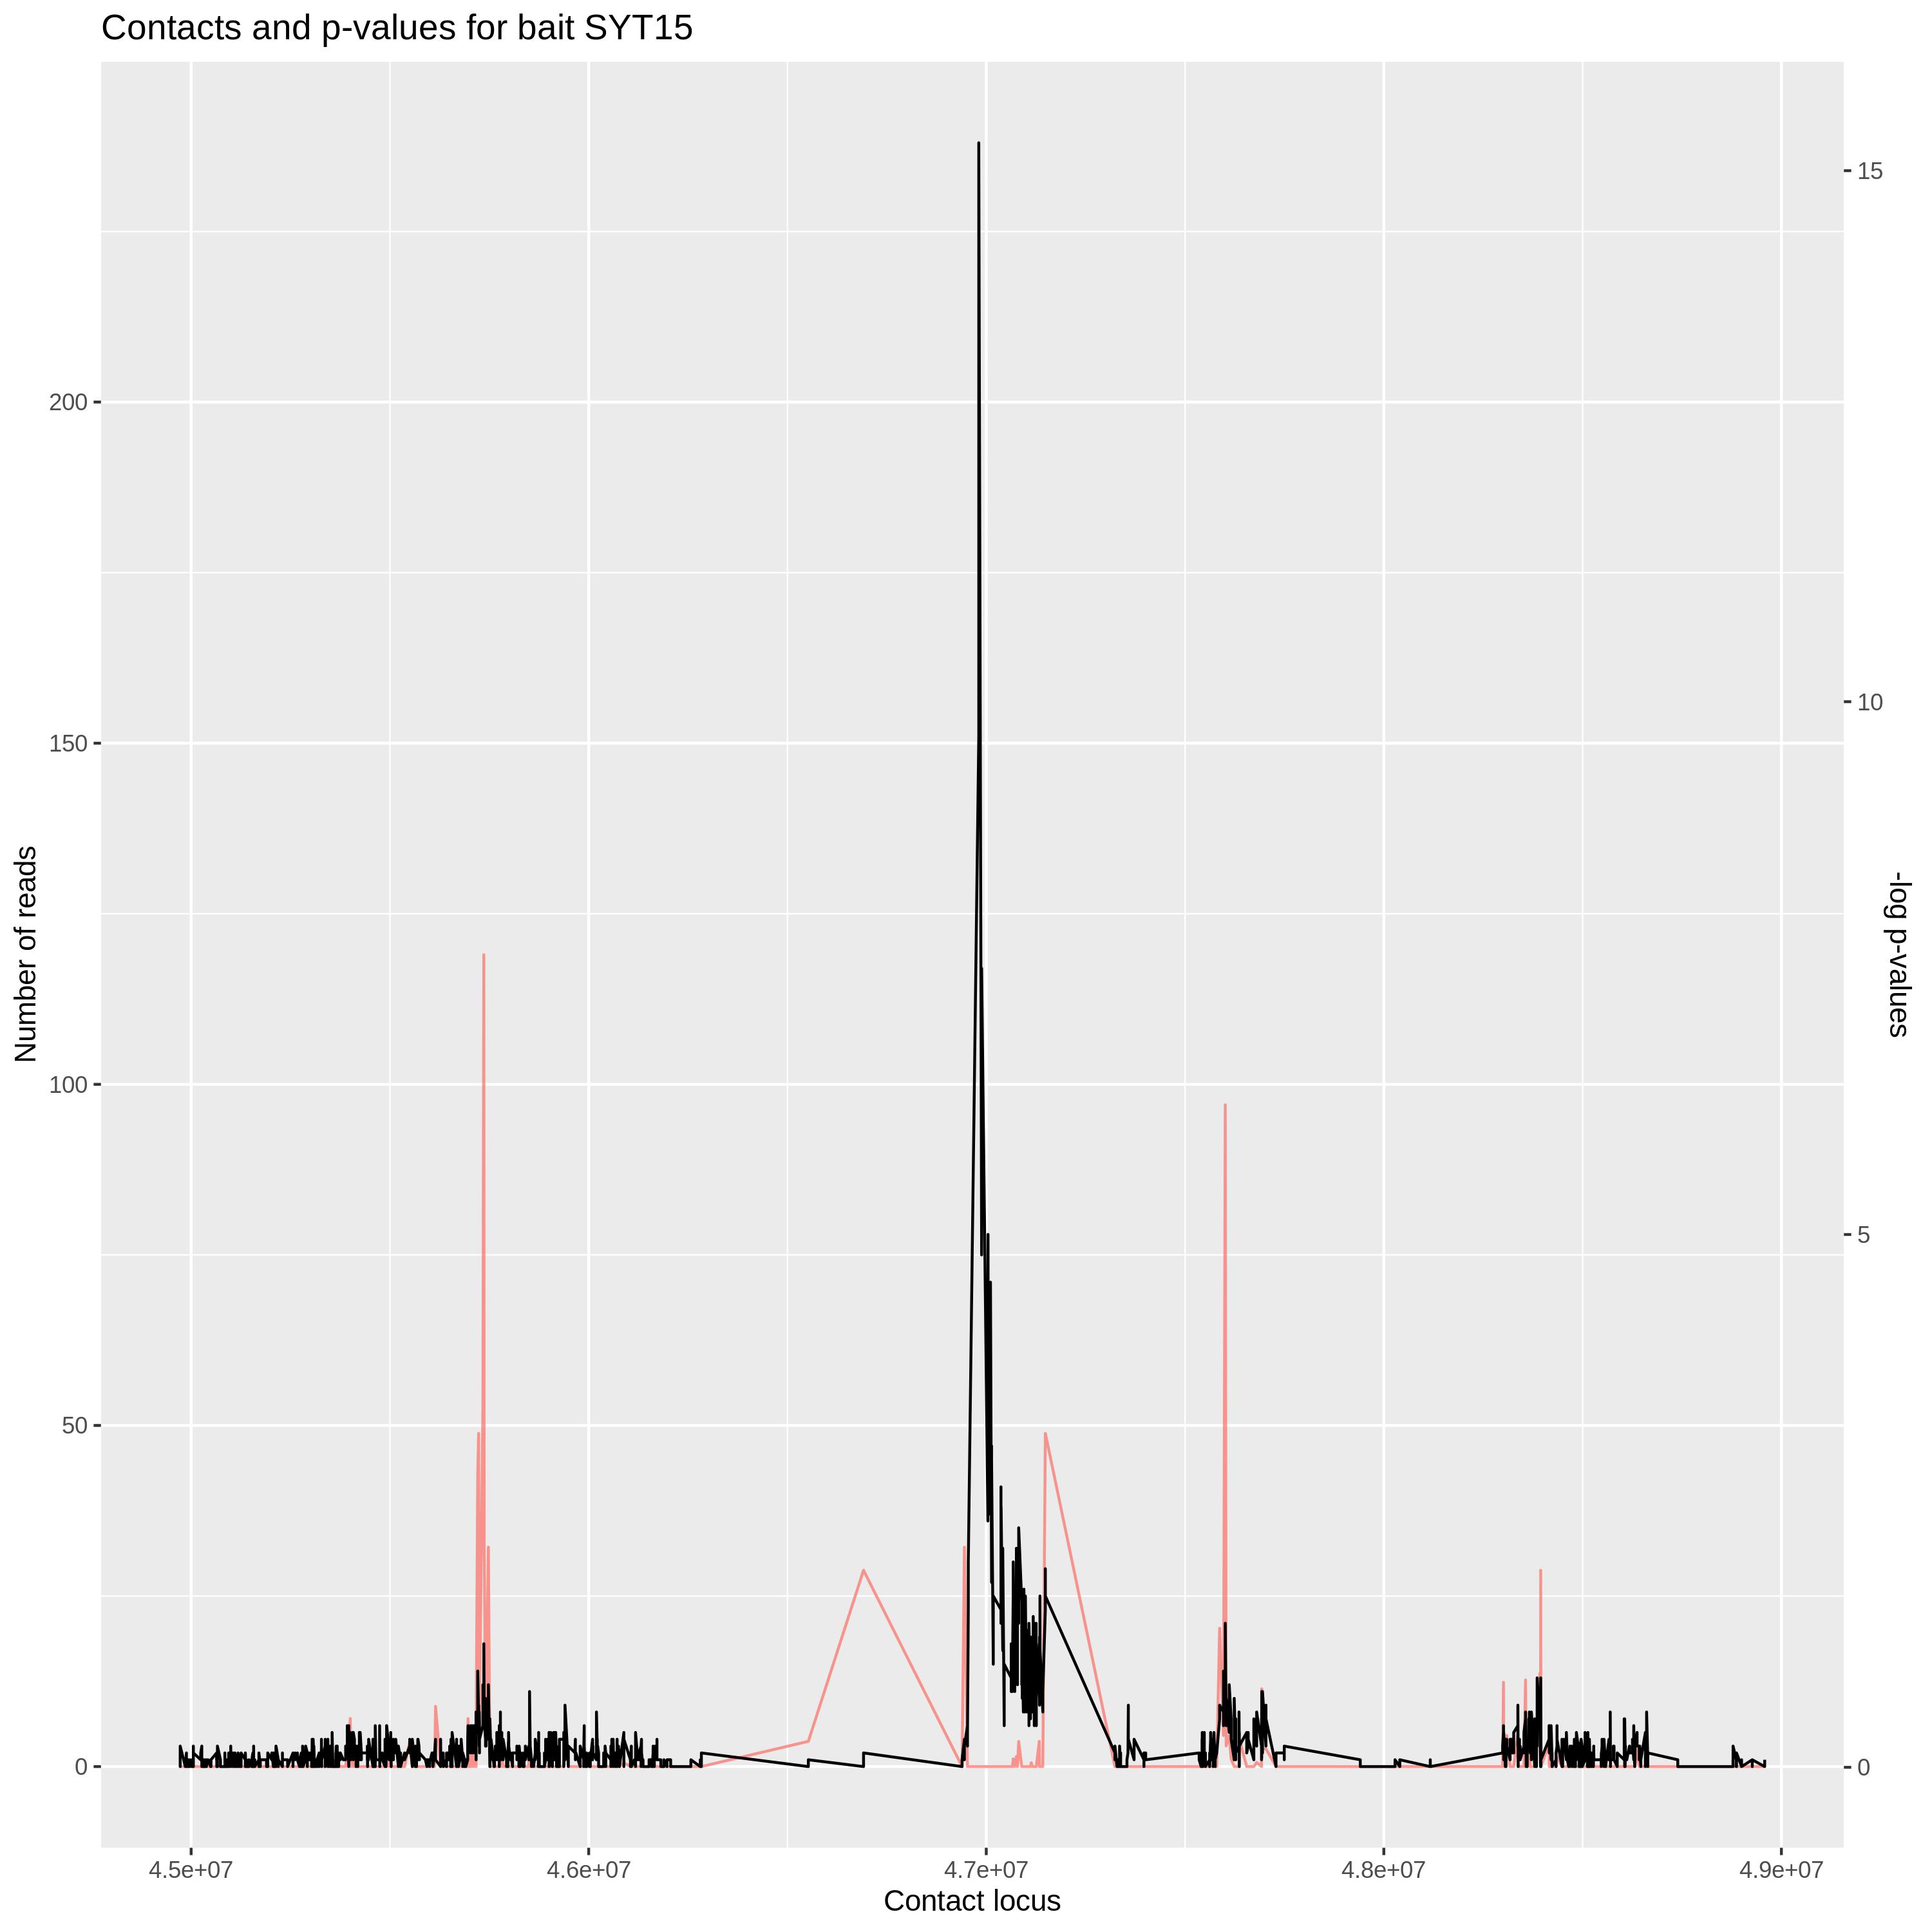 Contacts and p-values for bait SYT15
Number of reads
200
150
100
50
0
15
10
5
0
-log p-values
4.5e+07
4.6e+07
4.7e+07
4.8e+07
4.9e+07
Contact locus